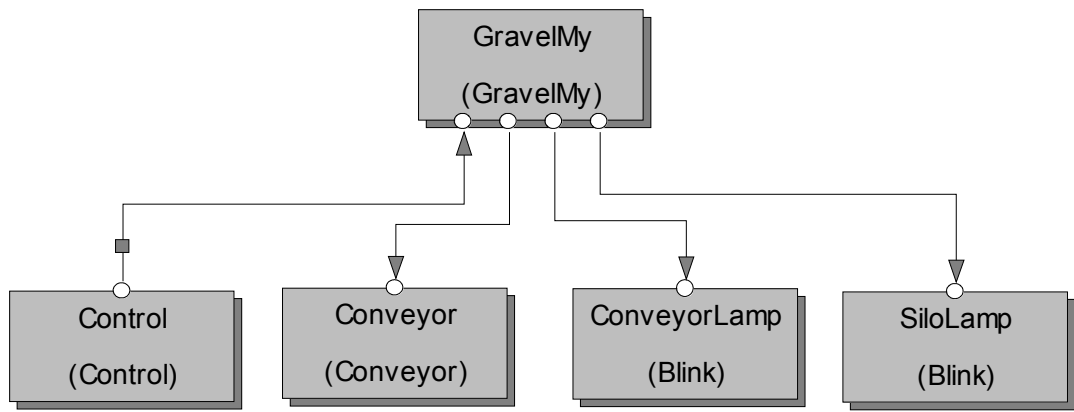 GravelMy
(GravelMy)
Control
(Control)
Conveyor
(Conveyor)
ConveyorLamp
(Blink)
SiloLamp
(Blink)